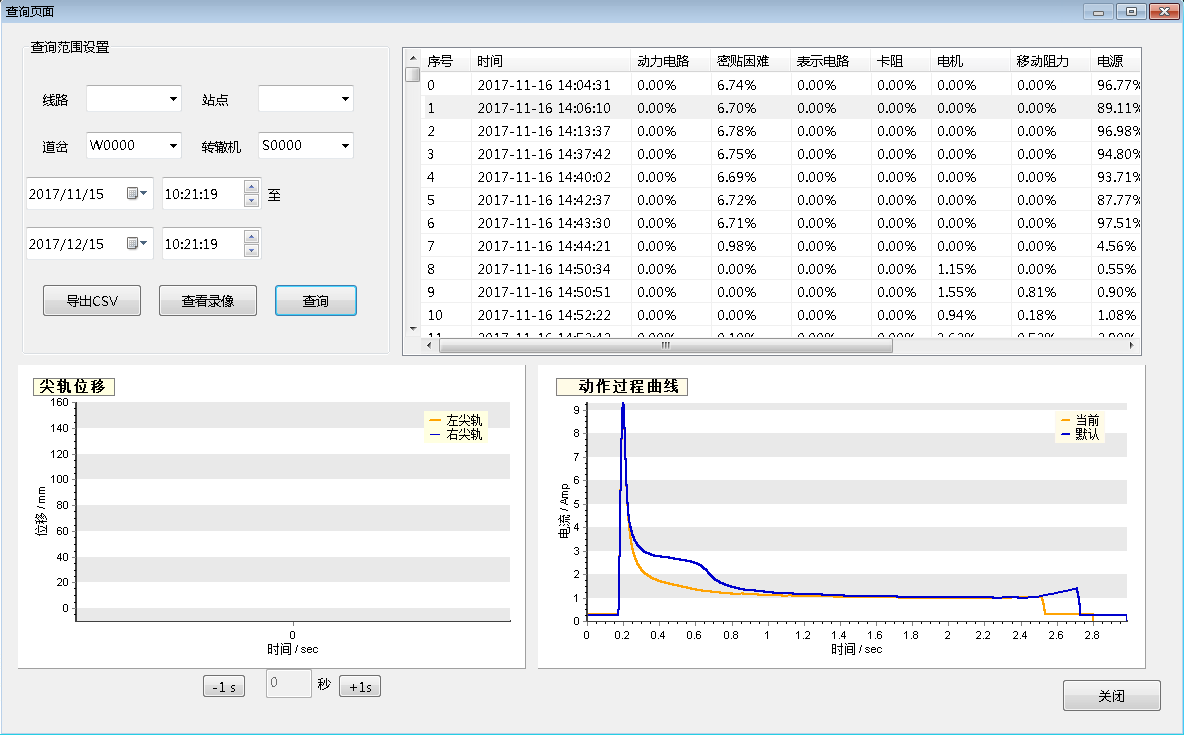 查询页面
查询范围设置
线路 站点
道岔 W0000 转辙机 S0000
2017/11/15 10:21:19 至
2017/12/15 10:21:19
导出CSV 查看录像 查询
序号 时间 动力电路 密贴困难 表示电路 卡阻 电机 移动阻力 电源
0 2017-11-16 14:04:31 0.00% 6.74% 0.00% 0.00% 0.00% 0.00% 96.77%
1 2017-11-16 14:06:10 0.00% 6.70% 0.00% 0.00% 0.00% 0.00% 89.11%
2 2017-11-16 14:13:37 0.00% 6.78% 0.00% 0.00% 0.00% 0.00% 96.98%
3 2017-11-16 14:37:42 0.00% 6.75% 0.00% 0.00% 0.00% 0.00% 94.80%
4 2017-11-16 14:40:02 0.00% 6.69% 0.00% 0.00% 0.00% 0.00% 93.71%
5 2017-11-16 14:42:37 0.00% 6.72% 0.00% 0.00% 0.00% 0.00% 87.77%
6 2017-11-16 14:43:30 0.00% 6.71% 0.00% 0.00% 0.00% 0.00% 97.51%
7 2017-11-16 14:44:21 0.00% 0.98% 0.00% 0.00% 0.00% 0.00% 4.56%
8 2017-11-16 14:50:34 0.00% 0.00% 0.00% 0.00% 1.15% 0.00% 0.55%
9 2017-11-16 14:50:51 0.00% 0.00% 0.00% 0.00% 1.55% 0.81% 0.90%
10 2017-11-16 14:52:22 0.00% 0.00% 0.00% 0.00% 0.94% 0.18% 1.08%
尖轨位移
左尖轨
右尖轨
160
140
120
100
80
60
40
20
0
位移 / mm
0
时间 / sec
-1 s 0 秒 +1s
动作过程曲线
当前
默认
9
8
7
6
5
4
3
2
1
0
电流 / Amp
0 0.2 0.4 0.6 0.8 1 1.2 1.4 1.6 1.8 2 2.2 2.4 2.6 2.8
时间 / sec
关闭